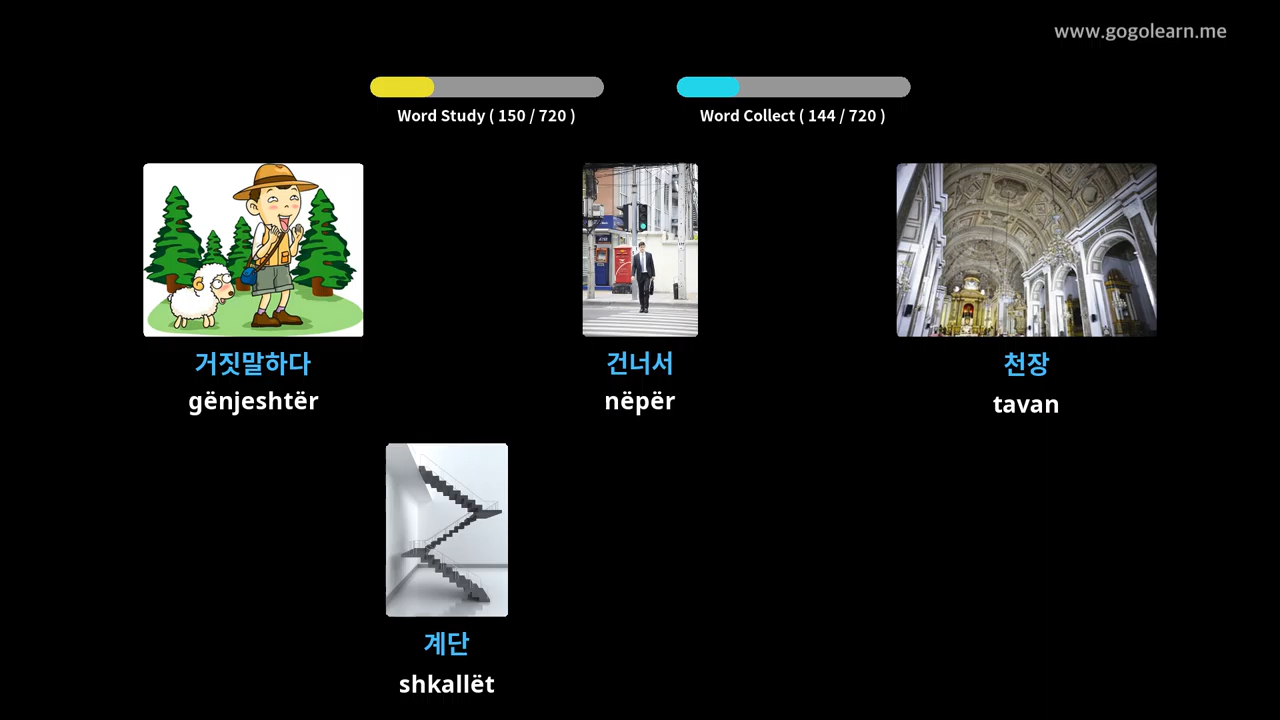 www.gogolearn.me
Word Study ( 150 / 720 )
Word Collect ( 144 / 720 )
거짓말하다
gënjeshtër
건너서
nëpër
천장
tavan
계단
shkallët